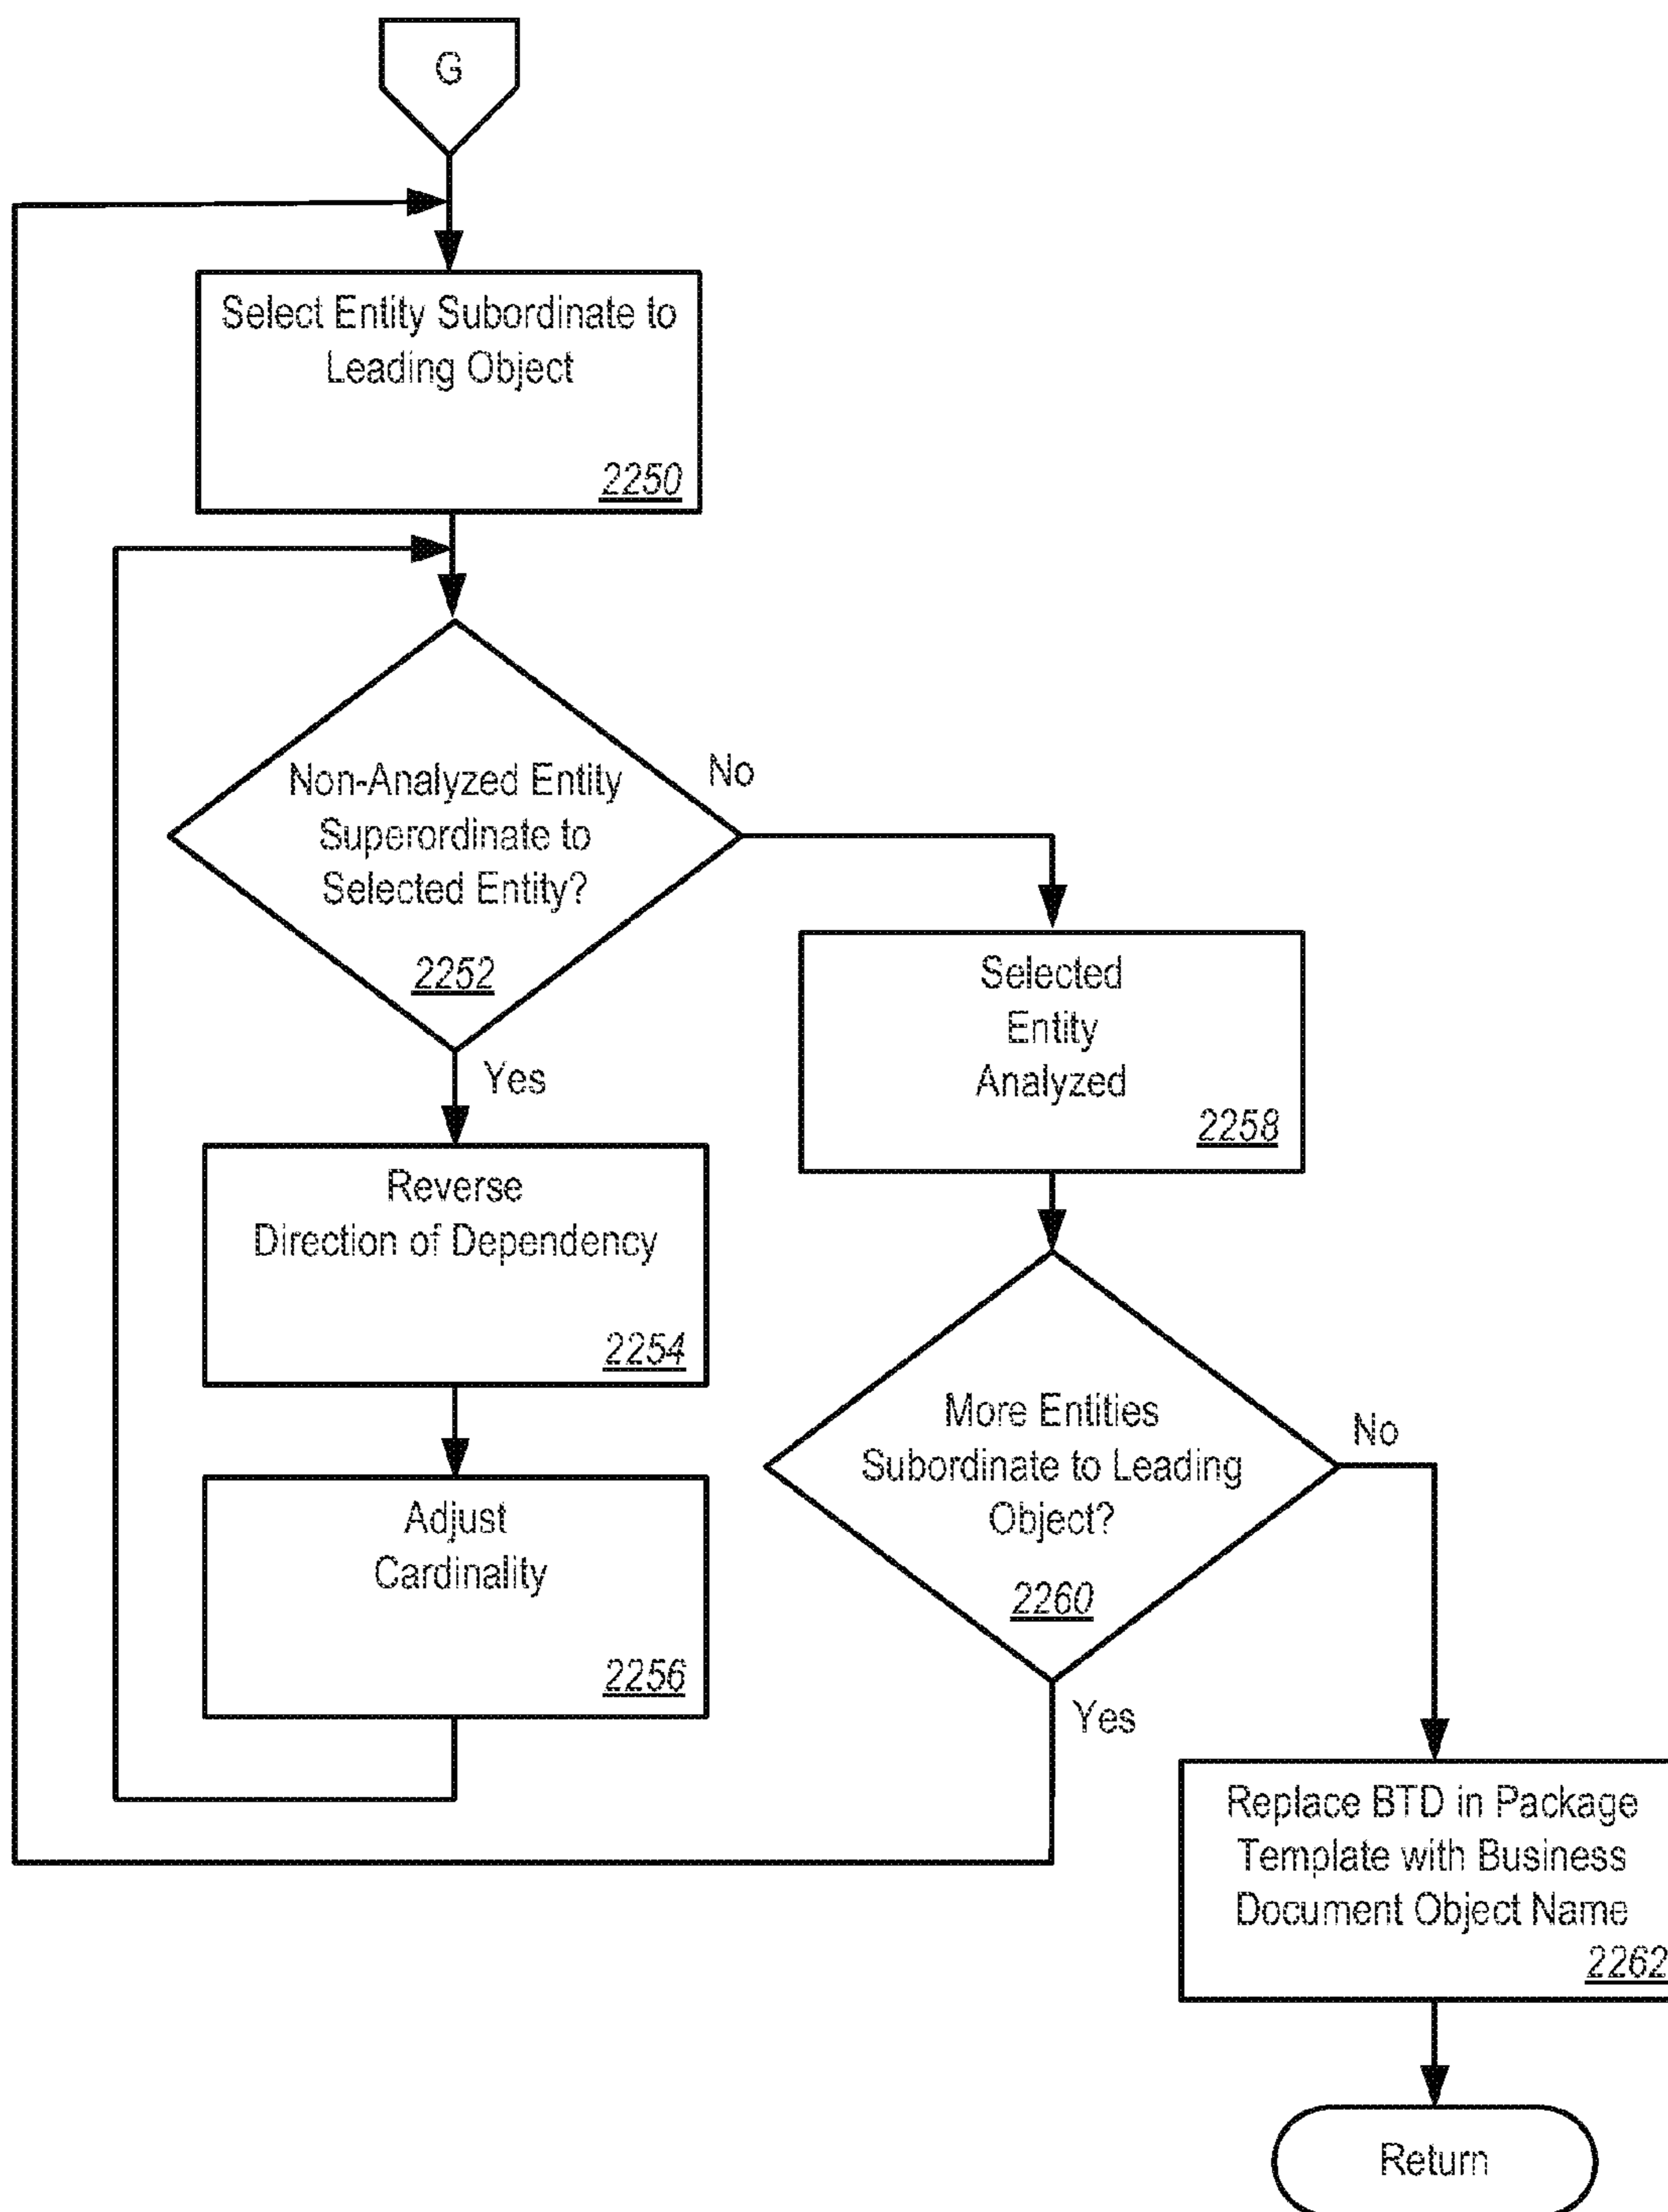 G
Select Entity Subordinate to
Leading Object
2250
Non-Analyzed Entity
Superordinate to
Selected Entity?
2252
No
Yes
Selected
Entity
Analyzed
2258
Reverse
Direction of Dependency
2254
More Entities
Subordinate to Leading
Object?
2260
No
Yes
Adjust
Cardinality
2256
Replace BTD in Package
Template with Business
Document Object Name
2262
Return